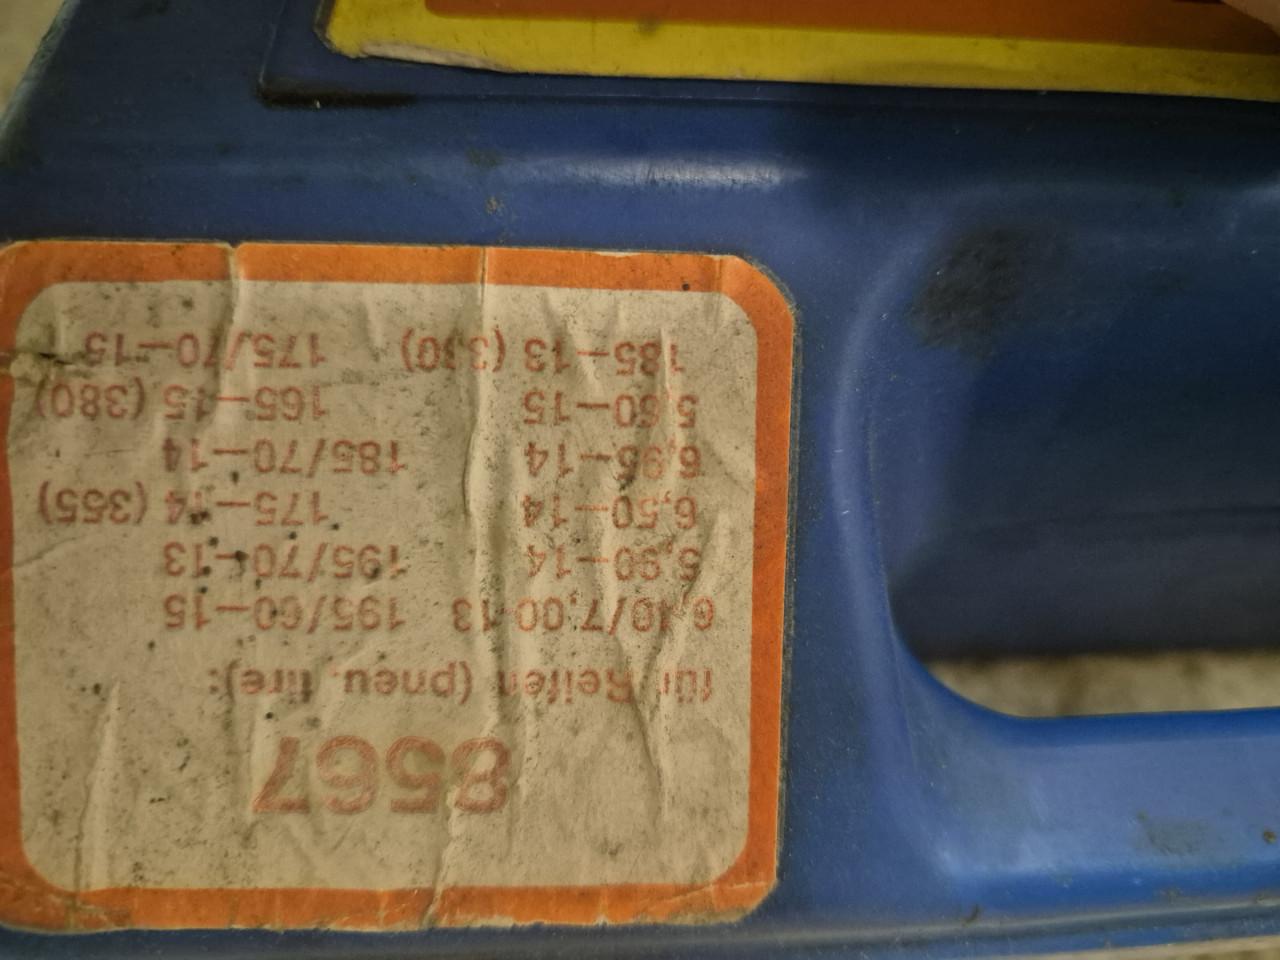 8567
für Reifen (pneu. tire):
6,40/7,00-13 195/60–15
5,90–14 195/70–13
6,50–14 175–14 (355)
6,95–14 185/70–14
5,60–15 165–15 (380)
185–13 (330) 175/70–15